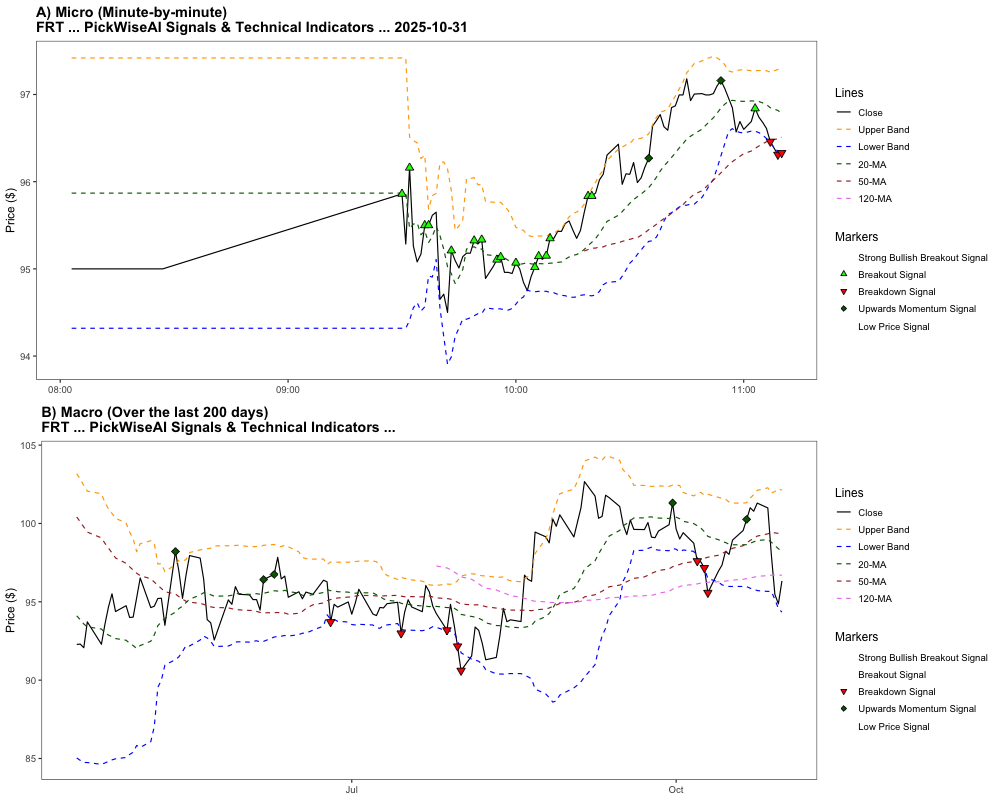 A) Micro (Minute-by-minute)
FRT ... PickWiseAI Signals & Technical Indicators ... 2025-10-31
97
96
95
94
Price ($)
08:00
09:00
10:00
11:00
Lines
Close
Upper Band
Lower Band
20-MA
50-MA
120-MA
Markers
Strong Bullish Breakout Signal
Breakout Signal
Breakdown Signal
Upwards Momentum Signal
Low Price Signal
B) Macro (Over the last 200 days)
FRT ... PickWiseAI Signals & Technical Indicators ...
105
100
95
90
85
Price ($)
Jul
Oct
Lines
Close
Upper Band
Lower Band
20-MA
50-MA
120-MA
Markers
Strong Bullish Breakout Signal
Breakout Signal
Breakdown Signal
Upwards Momentum Signal
Low Price Signal